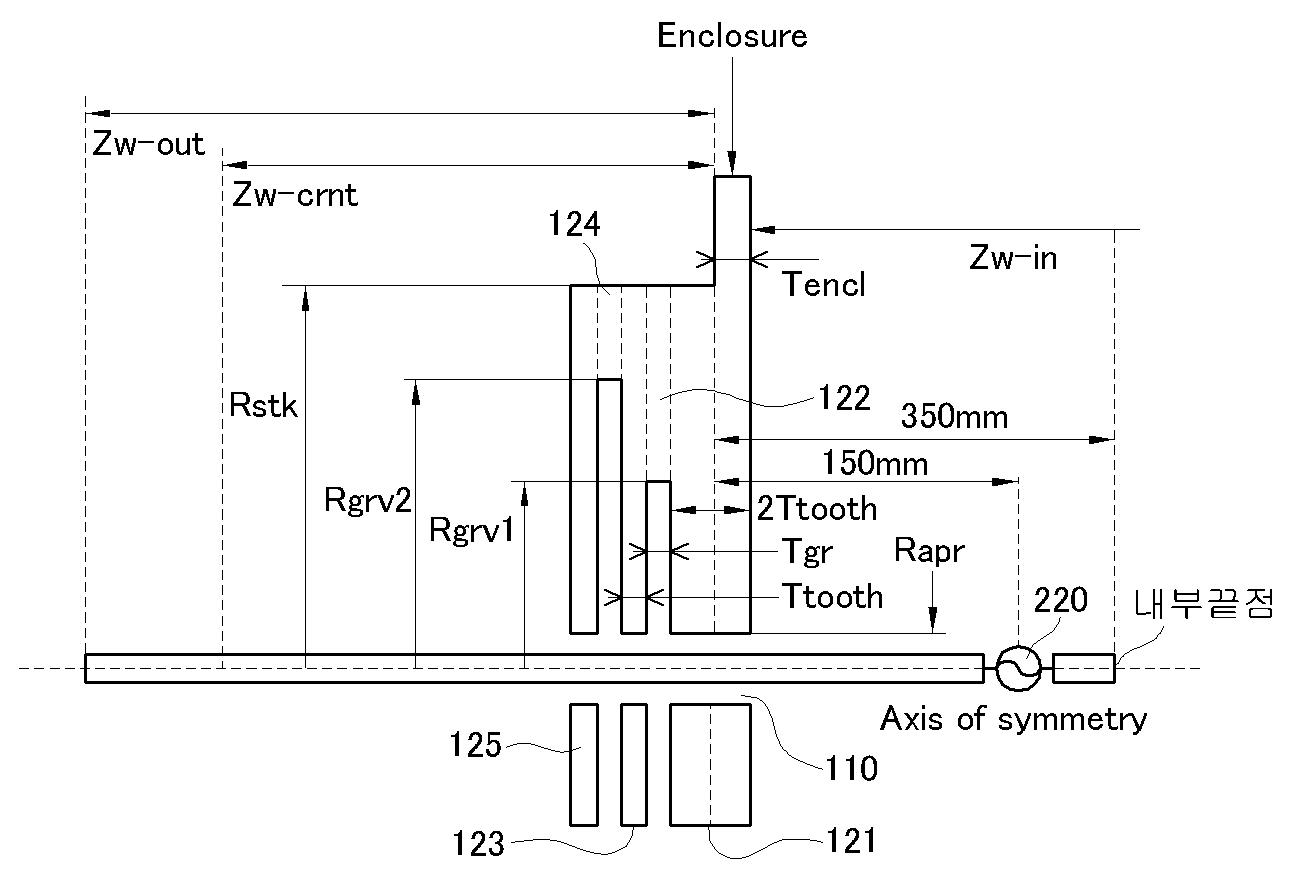 Enclosure
Zw-out
Zw-crnt
124
Zw-in
Tencl
Rstk
122
350mm
150mm
Rgrv2
2Ttooth
Rgrv1
Tgr
Rapr
Ttooth
220
내부끝점
Axis of symmetry
125
110
123
121